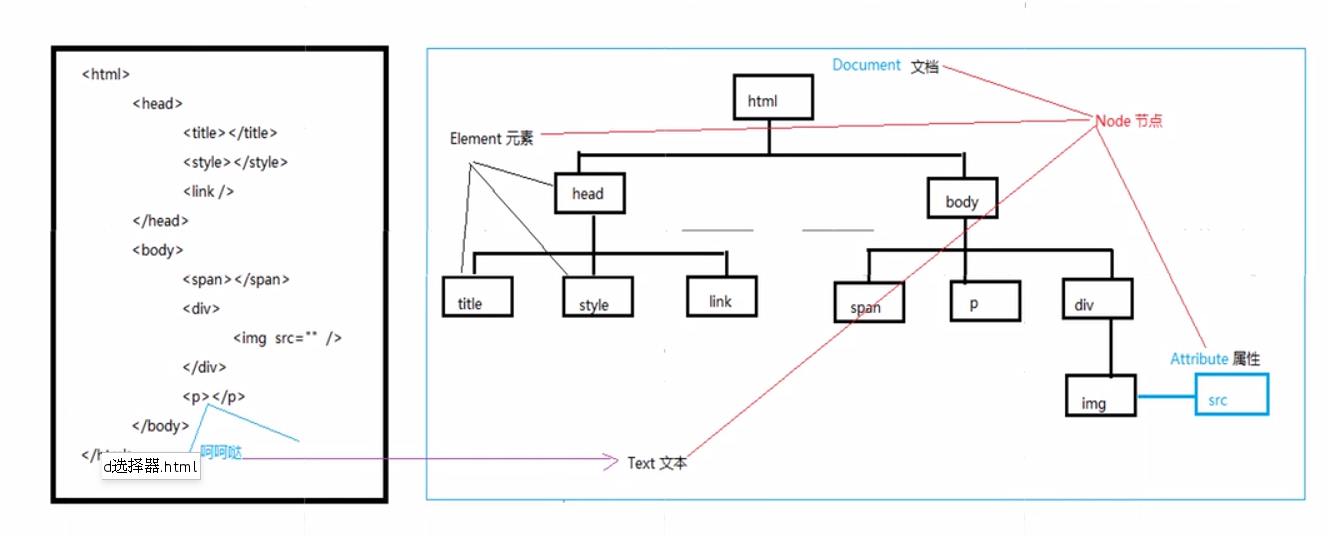 <html>
<head>
<title></title>
<style></style>
<link />
</head>
<body>
<span></span>
<div>
<img src="" />
</div>
<p></p>
</body>
呵呵哒
d选择器.html
Document 文档
html
Node 节点
Element 元素
head
body
title
style
link
span
p
div
Attribute 属性
img
src
Text 文本